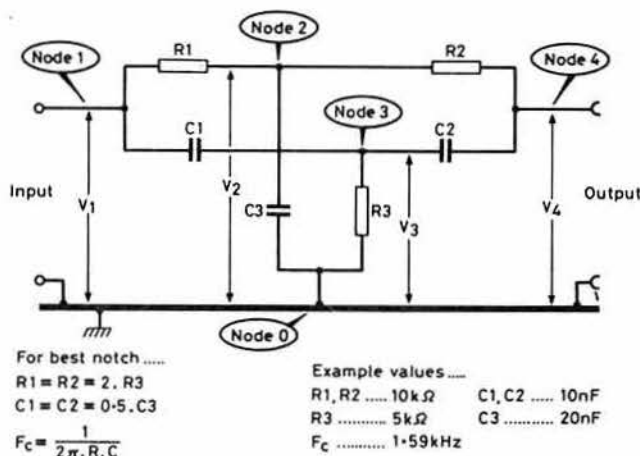 Node 1
Node 2
Node 3
Node 4
R1
R2
C1
C2
C3
R3
Input
Output
V1
V2
V3
V4
Node 0
For best notch .....
R1 = R2 = 2. R3
C1 = C2 = 0·5. C3
Fc = 1
2π. R. C
Example values ....
R1, R2 ..... 10kΩ C1, C2 ..... 10nF
R3 ......... 5kΩ C3 .......... 20nF
Fc ........... 1·59kHz